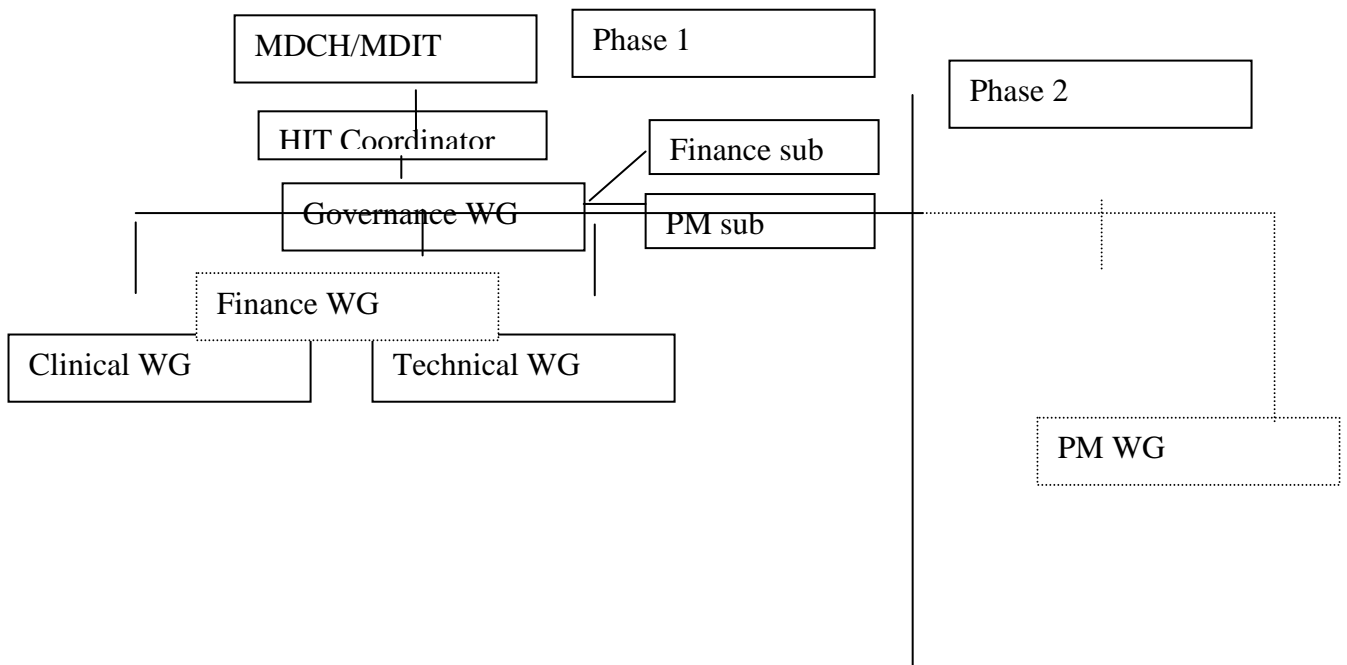 MDCH/MDIT
Phase 1
Phase 2
HIT Coordinator
Finance sub
Governance WG
PM sub
Finance WG
Clinical WG
Technical WG
PM WG